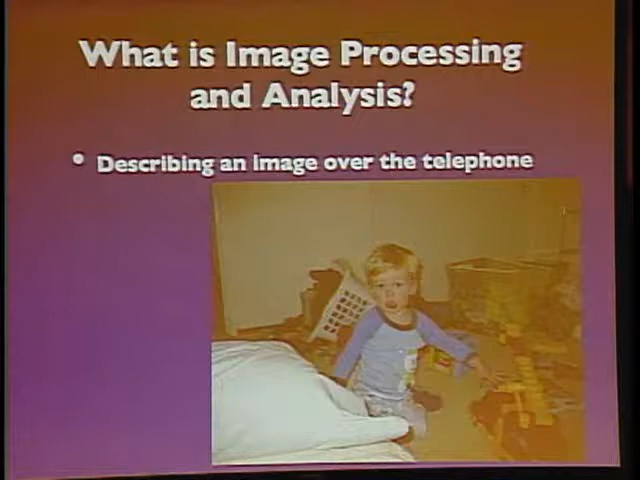 What is Image Processing
and Analysis?
• Describing an image over the telephone